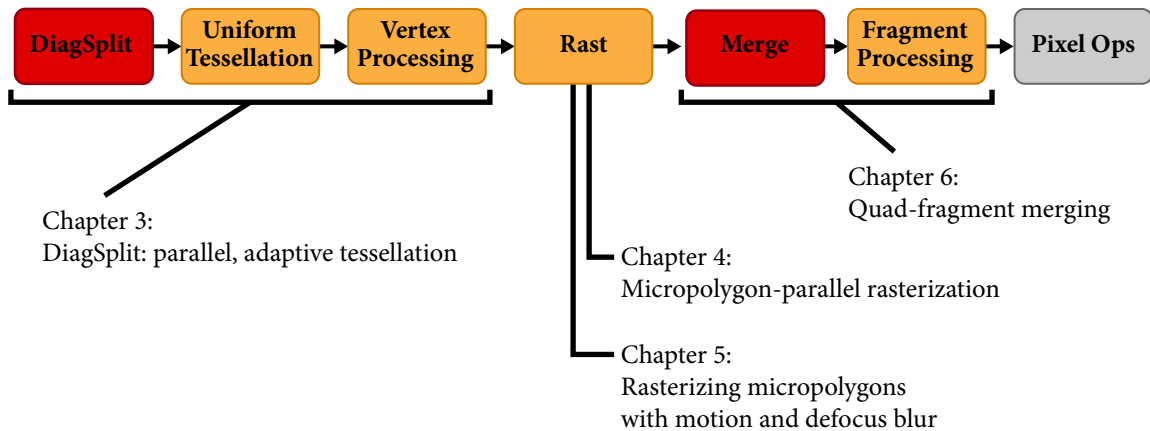 DiagSplit
Uniform
Tessellation
Vertex
Processing
Rast
Merge
Fragment
Processing
Pixel Ops
Chapter 3:
DiagSplit: parallel, adaptive tessellation
Chapter 6:
Quad-fragment merging
Chapter 4:
Micropolygon-parallel rasterization
Chapter 5:
Rasterizing micropolygons
with motion and defocus blur